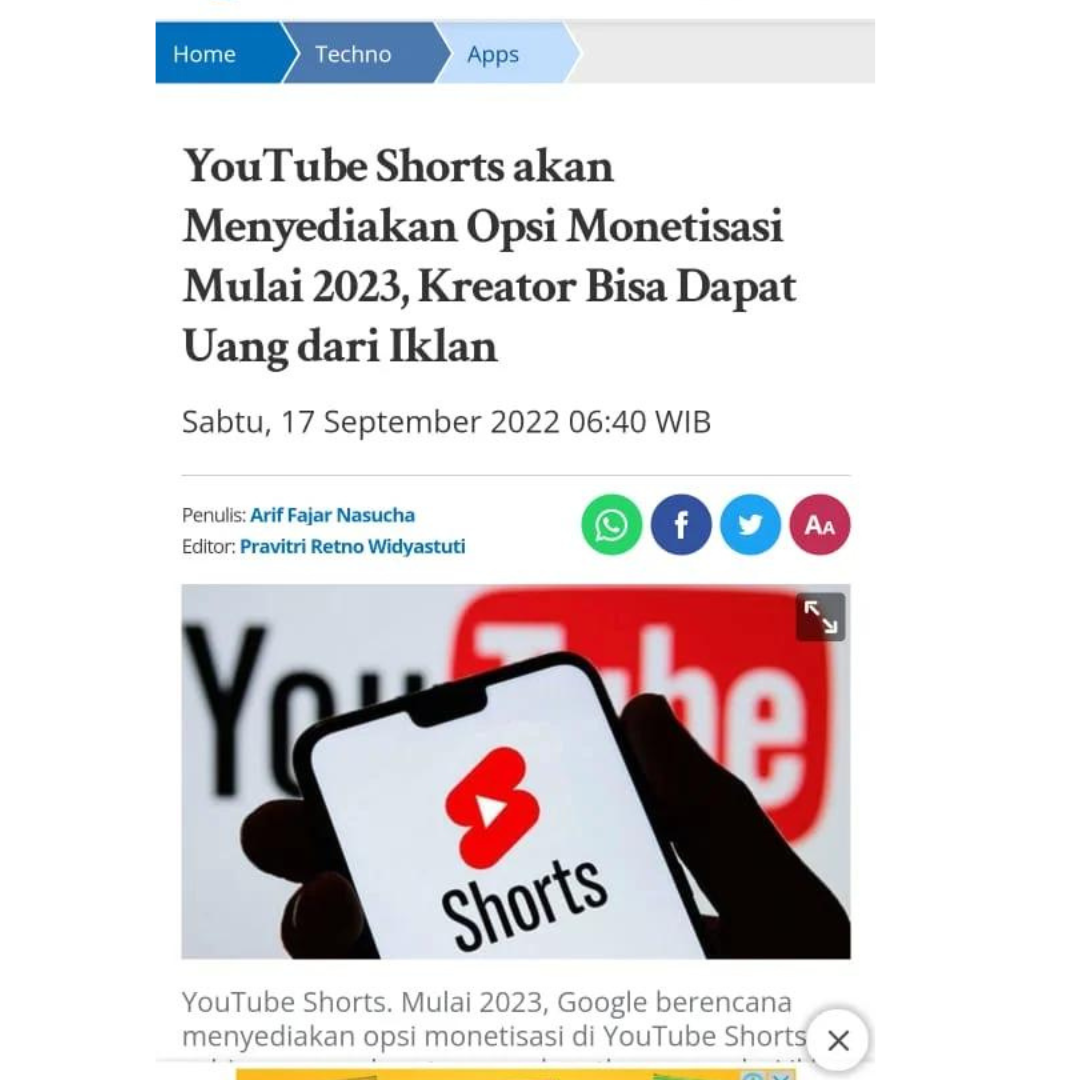 Home Techno Apps
YouTube Shorts akan
Menyediakan Opsi Monetisasi
Mulai 2023, Kreator Bisa Dapat
Uang dari Iklan
Sabtu, 17 September 2022 06:40 WIB
Penulis: Arif Fajar Nasucha
Editor: Pravitri Retno Widyastuti
AA
YouTube
Shorts
YouTube Shorts. Mulai 2023, Google berencana
menyediakan opsi monetisasi di YouTube Shorts